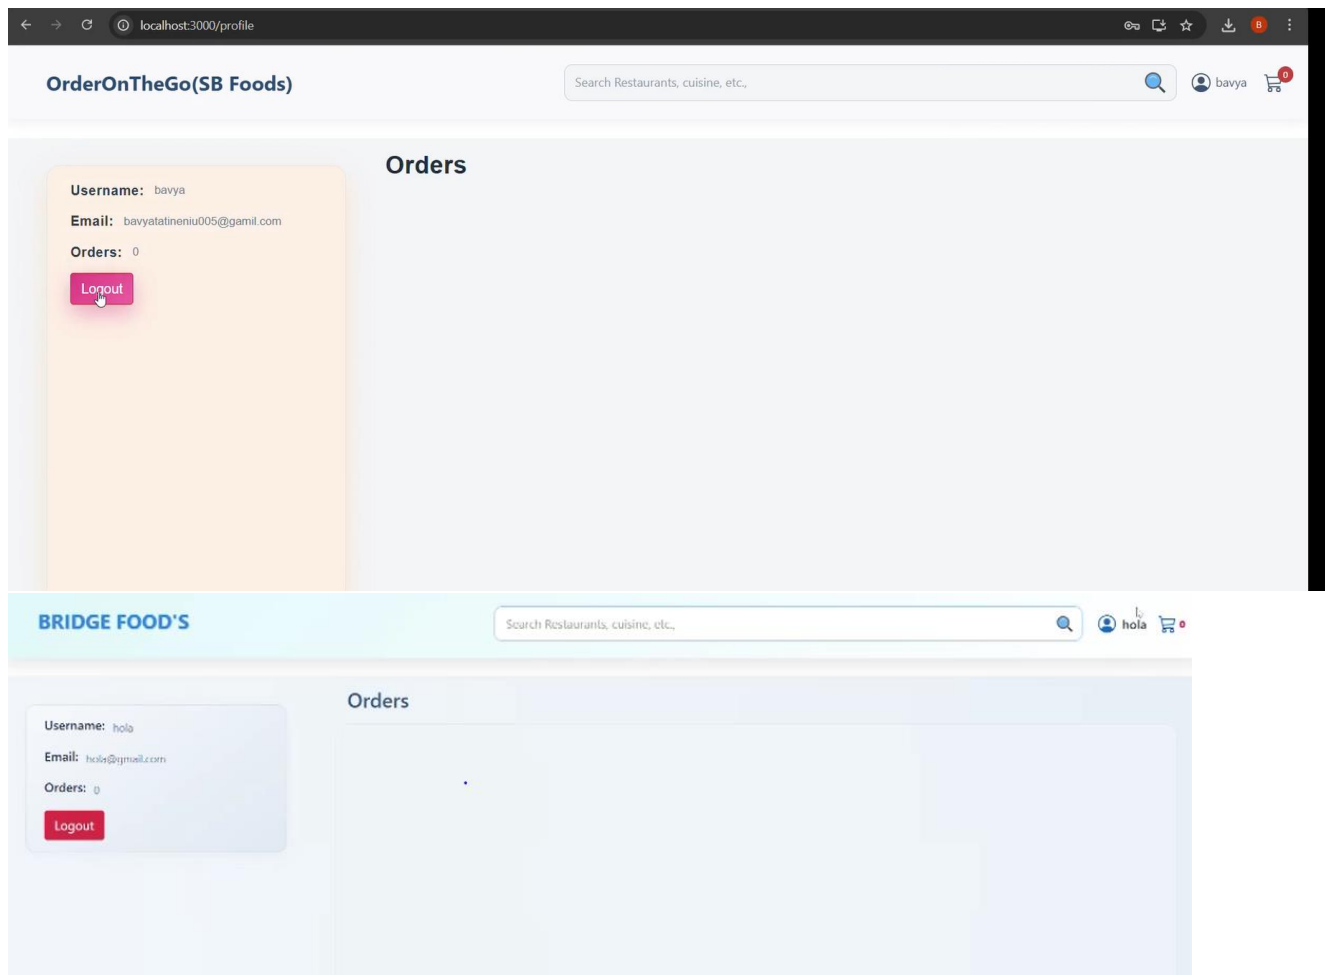 localhost:3000/profile
B
OrderOnTheGo(SB Foods)
Search Restaurants, cuisine, etc.,
bavya
0
Orders
Username: bavya
Email: bavyatatineniu005@gamil.com
Orders: 0
Logout
BRIDGE FOOD'S
Search Restaurants, cuisine, etc.,
hola
0
Orders
Username: hola
Email: hola@gmail.com
Orders: 0
Logout